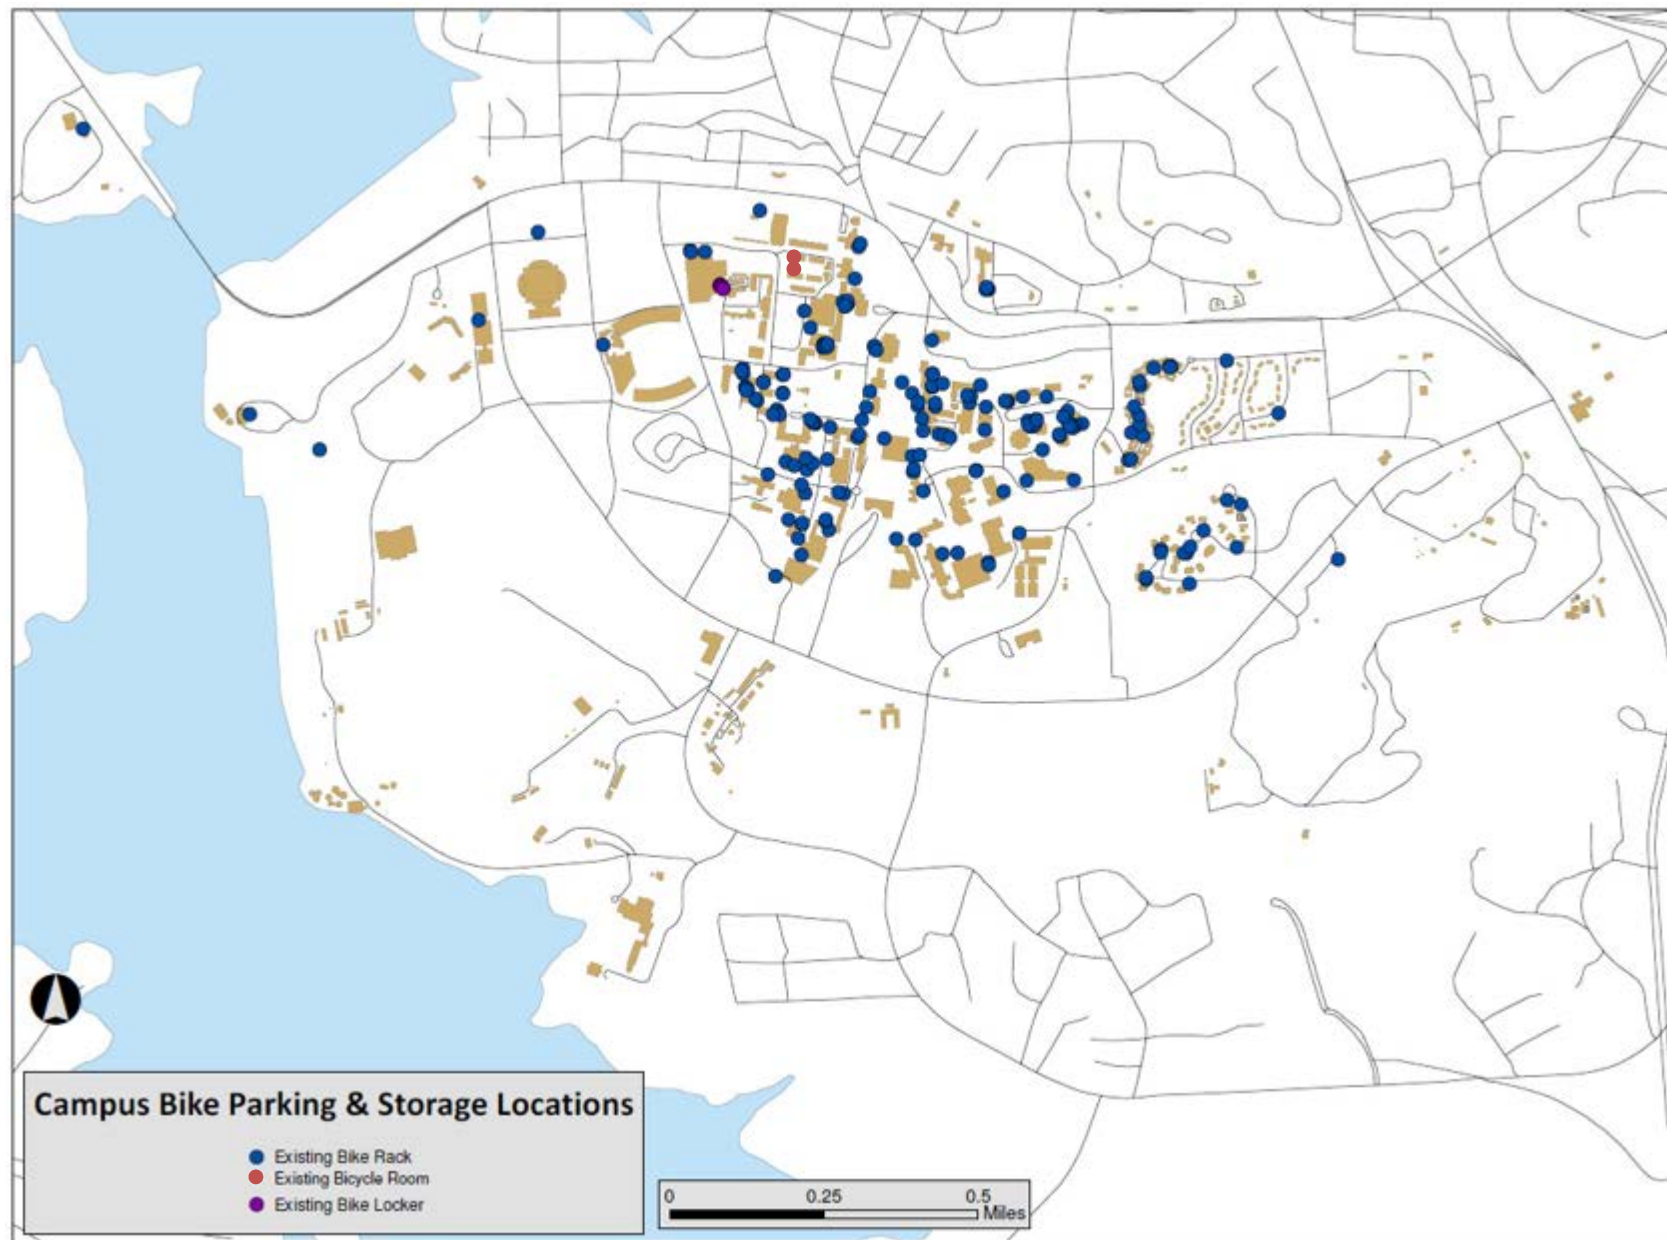 Campus Bike Parking & Storage Locations
Existing Bike Rack
Existing Bicycle Room
Existing Bike Locker
0 0.25 0.5
Miles